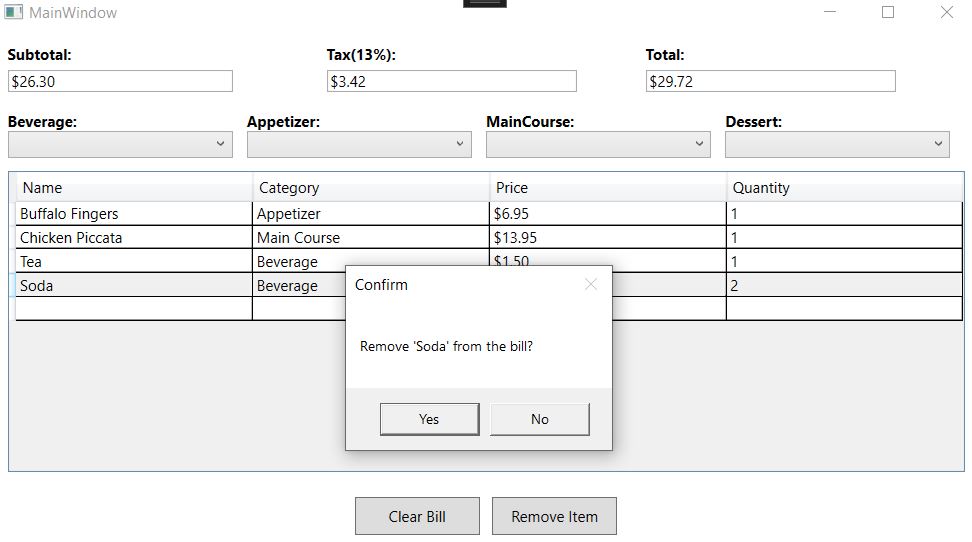 MainWindow
Subtotal: Tax(13%): Total:
$26.30 $3.42 $29.72
Beverage: Appetizer: MainCourse: Dessert:
Name Category Price Quantity
Buffalo Fingers Appetizer $6.95 1
Chicken Piccata Main Course $13.95 1
Tea Beverage $1.50 1
Soda Beverage 2
Confirm
Remove 'Soda' from the bill?
Yes No
Clear Bill Remove Item